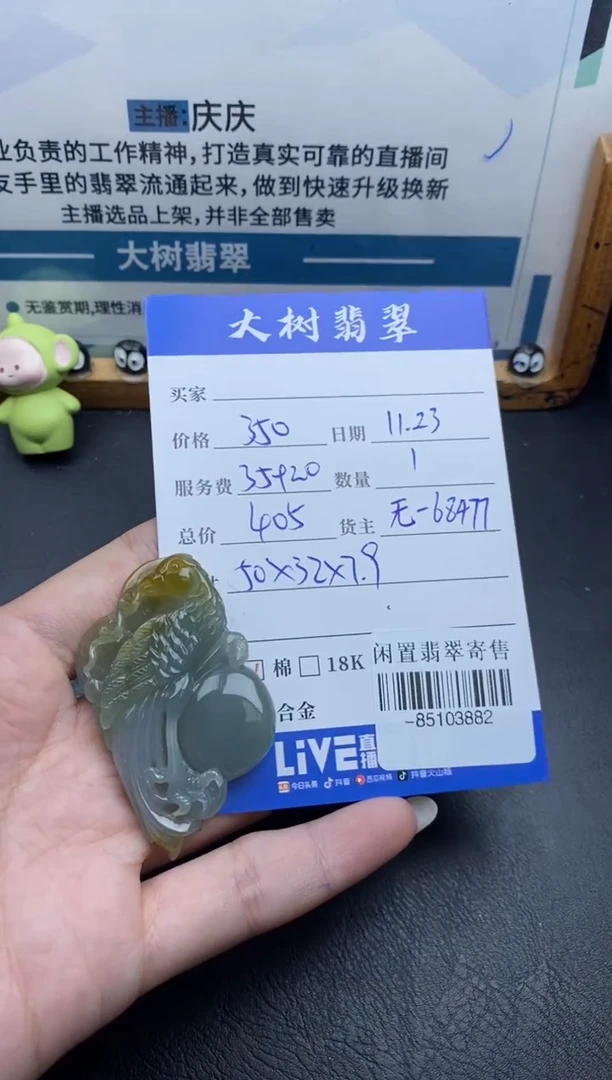 主播:庆庆
业负责的工作精神,打造真实可靠的直播间
友手里的翡翠流通起来,做到快速升级换新
主播选品上架,并非全部售卖
大树翡翠
无鉴赏期,理性消
大树翡翠
买家
价格 350 日期 11.23
服务费 35+20 数量 1
总价 405 货主 无-68477
50×32×7.9
棉 18K
合金
闲置翡翠寄售
-85103882
LiVE直播
今日头条 抖音 西瓜视频 抖音火山版